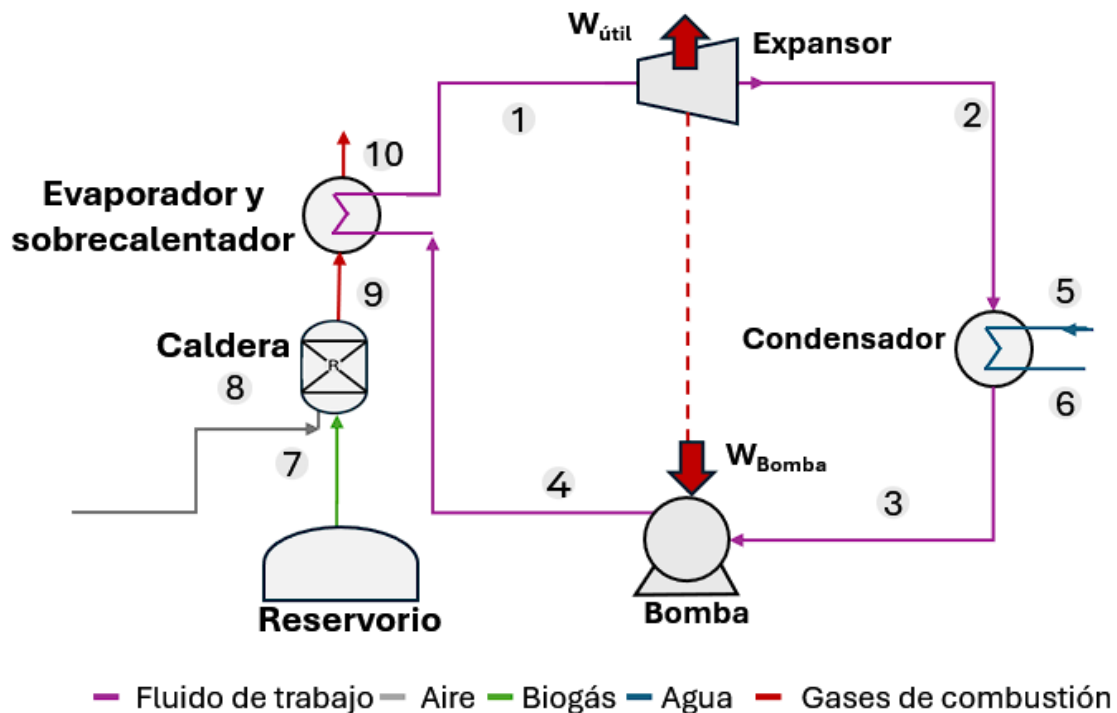 Wútil
Expansor
1
2
10
Evaporador y
sobrecalentador
9
5
Condensador
Caldera
R
8
6
7
WBomba
4
3
Reservorio
Bomba
Fluido de trabajo Aire Biogás Agua Gases de combustión